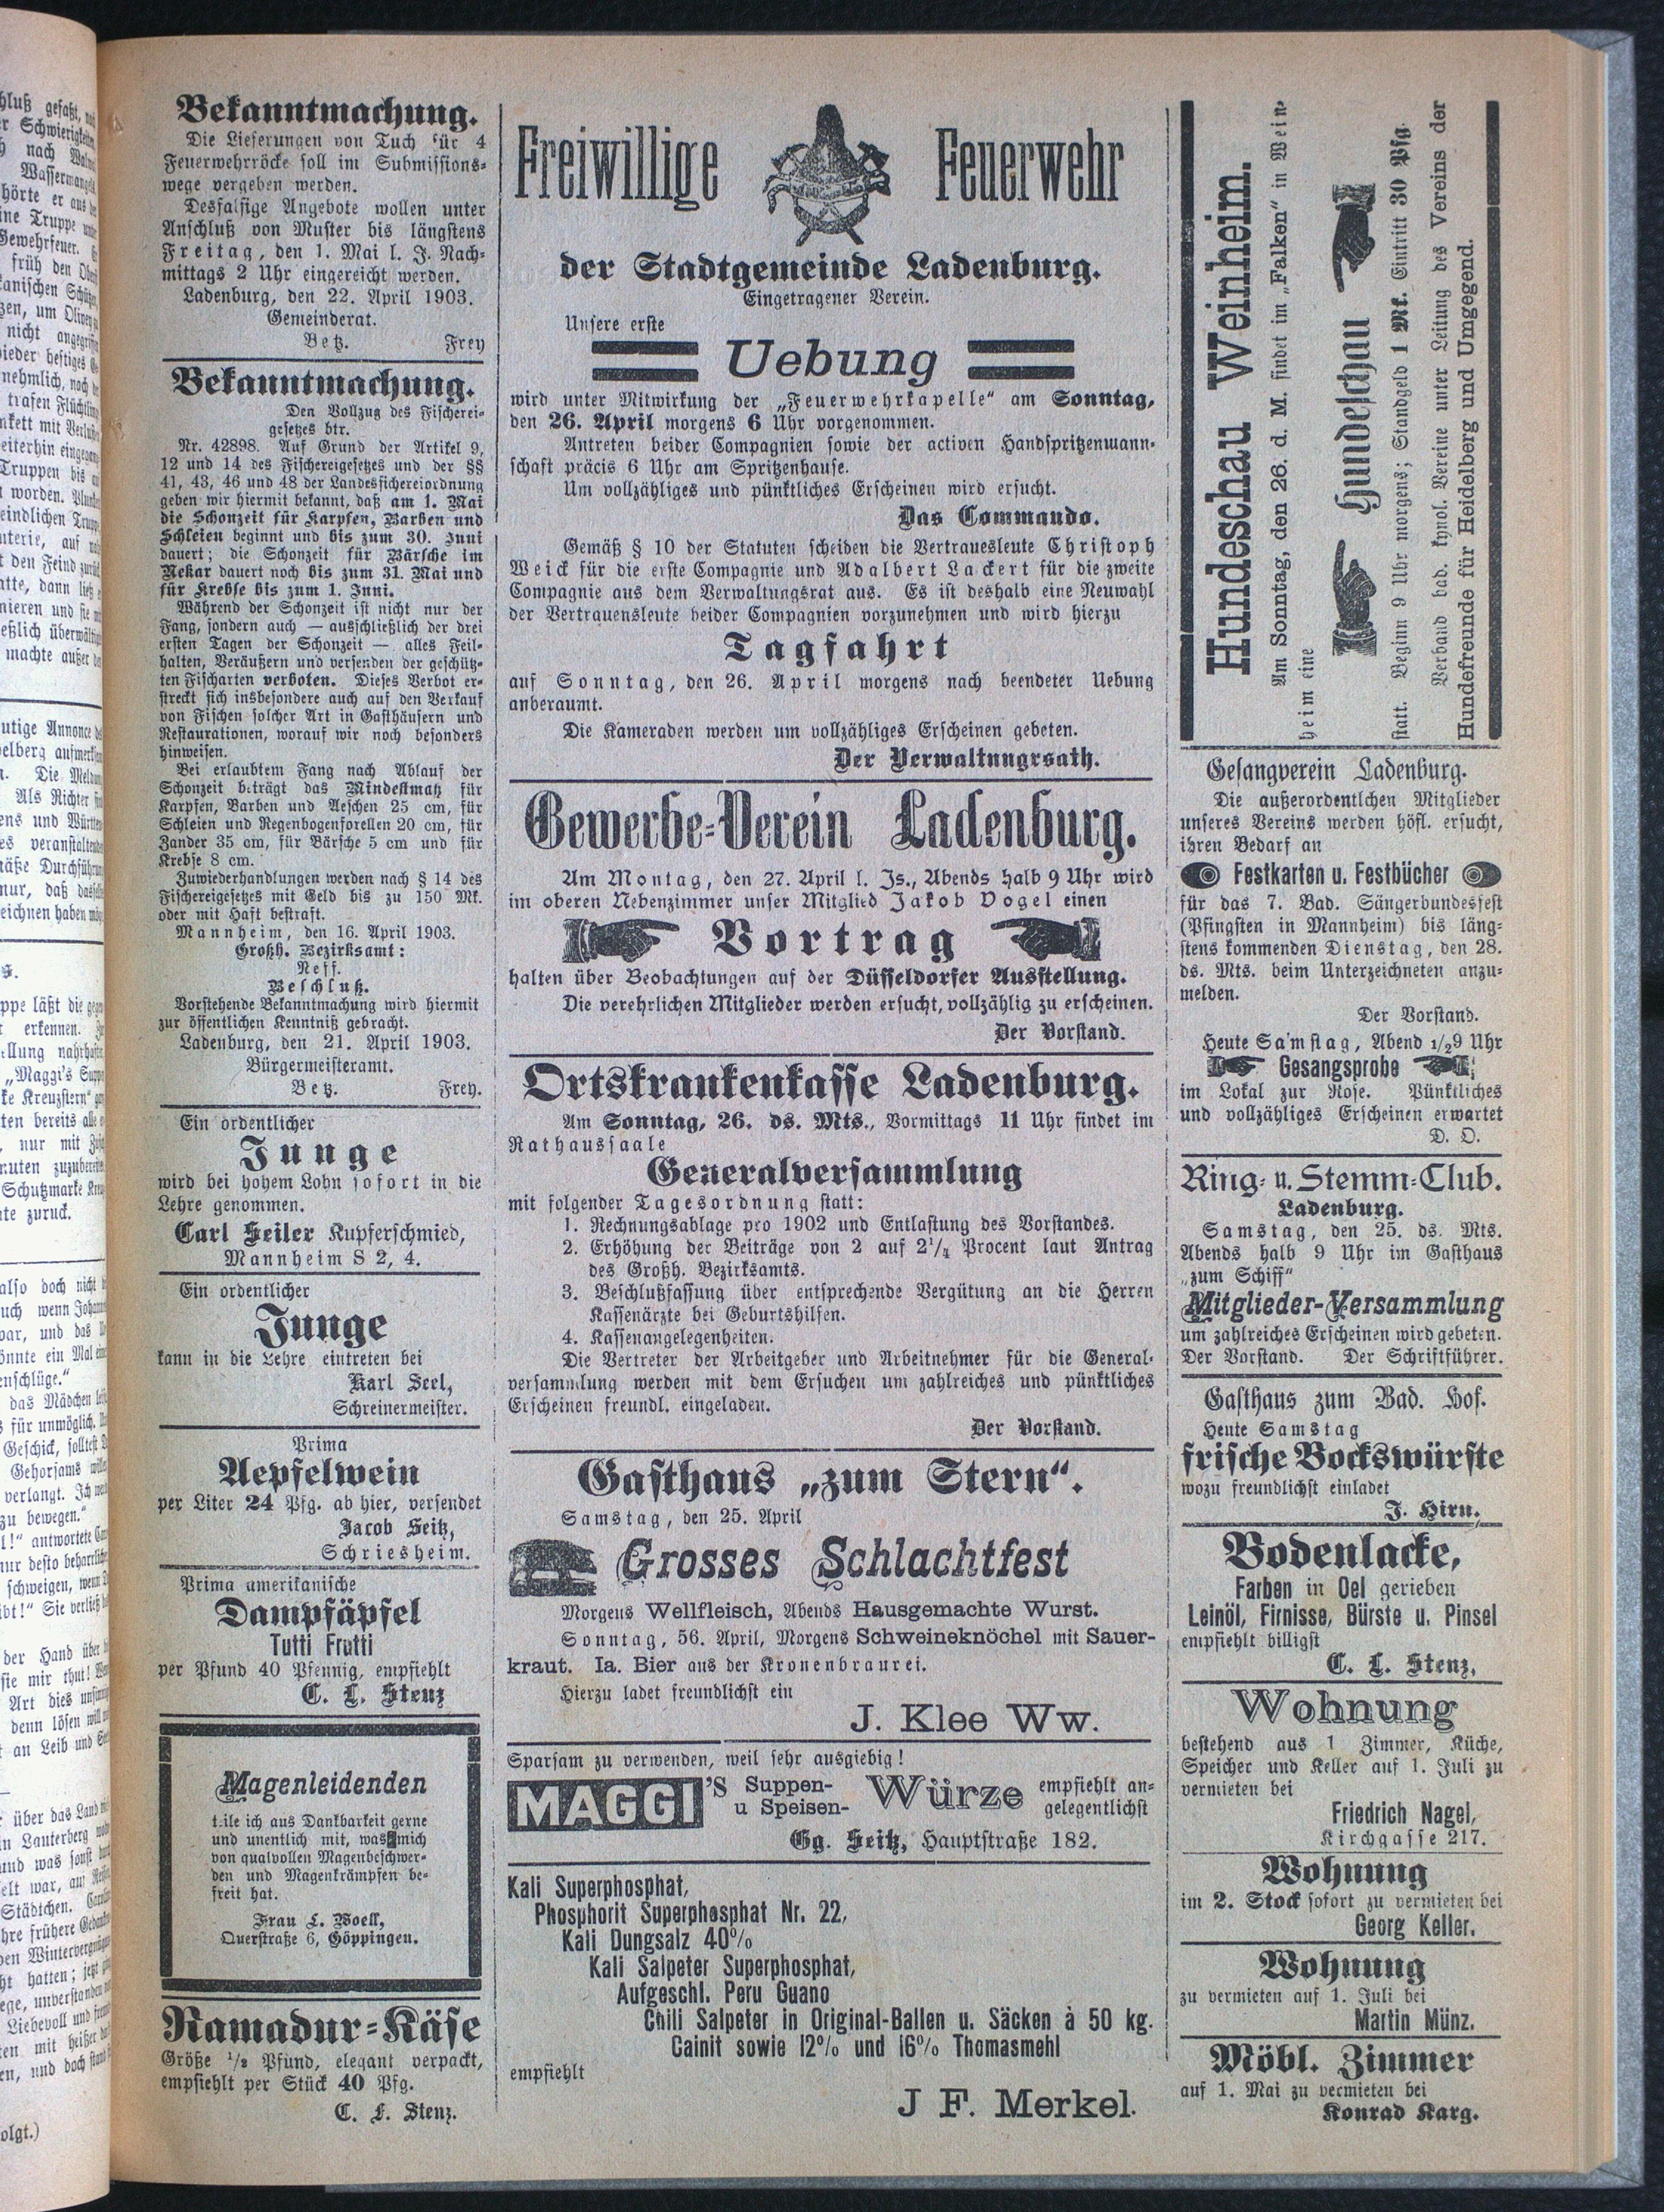 Bekanntmachung.
Die Lieferungen von Tuch für 4
Feuerwehrröcke soll im Submissions-
wege vergeben werden.
Desfalsige Angebote wollen unter
Anschluß von Muster bis längstens
Freitag, den 1. Mai l. J. Nach-
mittags 2 Uhr eingereicht werden.
Ladenburg, den 22. April 1903.
Gemeinderat.
Betz. Frey
Bekanntmachung.
Den Vollzug des Fischerei-
gesetzes btr.
Nr. 42898. Auf Grund der Artikel 9,
12 und 14 des Fischereigesetzes und der §§
41, 43, 46 und 48 der Landesfischereiordnung
geben wir hiermit bekannt, daß am 1. Mai
die Schonzeit für Karpfen, Barben und
Schleien beginnt und bis zum 30. Juni
dauert; die Schonzeit für Bärsche im
Nekar dauert noch bis zum 31. Mai und
für Krebse bis zum 1. Juni.
Während der Schonzeit ist nicht nur der
Fang, sondern auch — ausschließlich der drei
ersten Tagen der Schonzeit — alles Feil-
halten, Veräußern und versenden der geschütz-
ten Fischarten verboten. Dieses Verbot er-
streckt sich insbesondere auch auf den Verkauf
von Fischen solcher Art in Gasthäusern und
Restaurationen, worauf wir noch besonders
hinweisen.
Bei erlaubtem Fang nach Ablauf der
Schonzeit beträgt das Mindestmaß für
Karpfen, Barben und Aeschen 25 cm, für
Schleien und Regenbogenforellen 20 cm, für
Zander 35 cm, für Bärsche 5 cm und für
Krebse 8 cm.
Zuwiederhandlungen werden nach § 14 des
Fischereigesetzes mit Geld bis zu 150 Mk.
oder mit Haft bestraft.
Mannheim, den 16. April 1903.
Großh. Bezirksamt:
Neff.
Beschluß.
Vorstehende Bekanntmachung wird hiermit
zur öffentlichen Kenntniß gebracht.
Ladenburg, den 21. April 1903.
Bürgermeisteramt.
Betz. Frey.
Ein ordentlicher
Junge
wird bei hohem Lohn sofort in die
Lehre genommen.
Carl Seiler Kupferschmied,
Mannheim S 2, 4.
Ein ordentlicher
Junge
kann in die Lehre eintreten bei
Karl Seel,
Schreinermeister.
Prima
Aepfelwein
per Liter 24 Pfg. ab hier, versendet
Jacob Seitz,
Schriesheim.
Prima amerikanische
Dampfäpfel
Tutti Frutti
per Pfund 40 Pfennig, empfiehlt
C. L. Stenz
Magenleidenden
teile ich aus Dankbarkeit gerne
und unentlich mit, was mich
von qualvollen Magenbeschwer-
den und Magenkrämpfen be-
freit hat.
Frau L. Woell,
Querstraße 6, Göppingen.
Ramadur-Käse
Größe 1/2 Pfund, elegant verpackt,
empfiehlt per Stück 40 Pfg.
C. L. Stenz.
Freiwillige Feuerwehr
der Stadtgemeinde Ladenburg.
Eingetragener Verein.
Unsere erste
Uebung
wird unter Mitwirkung der „Feuerwehrkapelle" am Sonntag,
den 26. April morgens 6 Uhr vorgenommen.
Antreten beider Compagnien sowie der activen Handspritzenmann-
schaft präcis 6 Uhr am Spritzenhause.
Um vollzähliges und pünktliches Erscheinen wird ersucht.
Das Commando.
Gemäß § 10 der Statuten scheiden die Vertrauesleute Christoph
Weick für die erste Compagnie und Adalbert Lackert für die zweite
Compagnie aus dem Verwaltungsrat aus. Es ist deshalb eine Neuwahl
der Vertrauensleute beider Compagnien vorzunehmen und wird hierzu
Tagfahrt
auf Sonntag, den 26. April morgens nach beendeter Uebung
anberaumt.
Die Kameraden werden um vollzähliges Erscheinen gebeten.
Der Verwaltnngrsath.
Gewerbe-Verein Ladenburg.
Am Montag, den 27. April l. Js., Abends halb 9 Uhr wird
im oberen Nebenzimmer unser Mitglied Jakob Vogel einen
Vortrag
halten über Beobachtungen auf der Düsseldorfer Ausstellung.
Die verehrlichen Mitglieder werden ersucht, vollzählig zu erscheinen.
Der Vorstand.
Ortskrankenkasse Ladenburg.
Am Sonntag, 26. ds. Mts., Vormittags 11 Uhr findet im
Rathaussaale
Generalversammlung
mit folgender Tagesordnung statt:
1. Rechnungsablage pro 1902 und Entlastung des Vorstandes.
2. Erhöhung der Beiträge von 2 auf 2 1/4 Procent laut Antrag
des Großh. Bezirksamts.
3. Beschlußfassung über entsprechende Vergütung an die Herren
Kassenärzte bei Geburtshilfen.
4. Kassenangelegenheiten.
Die Vertreter der Arbeitgeber und Arbeitnehmer für die General-
versammlung werden mit dem Ersuchen um zahlreiches und pünktliches
Erscheinen freundl. eingeladen.
Der Vorstand.
Gasthaus „zum Stern".
Samstag, den 25. April
Grosses Schlachtfest
Morgens Wellfleisch, Abends Hausgemachte Wurst.
Sonntag, 56. April, Morgens Schweineknöchel mit Sauer-
kraut. Ia. Bier aus der Kronenbraurei.
Hierzu ladet freundlichst ein
J. Klee Ww.
Sparsam zu verwenden, weil sehr ausgiebig!
MAGGI'S Suppen- u Speisen- Würze empfiehlt an-
gelegentlichst
Gg. Seitz, Hauptstraße 182.
Kali Superphosphat,
Phosphorit Superphosphat Nr. 22,
Kali Dungsalz 40%
Kali Salpeter Superphosphat,
Aufgeschl. Peru Guano
Chili Salpeter in Original-Ballen u. Säcken à 50 kg.
Cainit sowie 12% und 16% Thomasmehl
empfiehlt
J F. Merkel.
Hundeschau Weinheim.
Am Sonntag, den 26. d. M. findet im „Falken" in Wein-
heim eine
Hundeschau
statt. Beginn 9 Uhr morgens; Standgeld 1 Mk. Eintritt 30 Pfg.
Verband bad. kynol. Vereine unter Leitung des Vereins der
Hundefreunde für Heidelberg und Umgegend.
Gesangverein Ladenburg.
Die außerordentlchen Mitglieder
unseres Vereins werden höfl. ersucht,
ihren Bedarf an
Festkarten u. Festbücher
für das 7. Bad. Sängerbundesfest
(Pfingsten in Mannheim) bis läng-
stens kommenden Dienstag, den 28.
ds. Mts. beim Unterzeichneten anzu-
melden.
Der Vorstand.
Heute Samstag, Abend 1/29 Uhr
Gesangsprobe
im Lokal zur Rose. Pünktliches
und vollzähliges Erscheinen erwartet
D. O.
Ring- u. Stemm-Club.
Ladenburg.
Samstag, den 25. ds. Mts.
Abends halb 9 Uhr im Gasthaus
„zum Schiff"
Mitglieder-Versammlung
um zahlreiches Erscheinen wird gebeten.
Der Vorstand. Der Schriftführer.
Gasthaus zum Bad. Hof.
Heute Samstag
frische Bockswürste
wozu freundlichst einladet
J. Hirn.
Bodenlacke,
Farben in Oel gerieben
Leinöl, Firnisse, Bürste u. Pinsel
empfiehlt billigst
C. L. Stenz,
Wohnung
bestehend aus 1 Zimmer, Küche,
Speicher und Keller auf 1. Juli zu
vermieten bei
Friedrich Nagel,
Kirchgasse 217.
Wohnung
im 2. Stock sofort zu vermieten bei
Georg Keller.
Wohnung
zu vermieten auf 1. Juli bei
Martin Münz.
Möbl. Zimmer
auf 1. Mai zu vermieten bei
Konrad Karg.